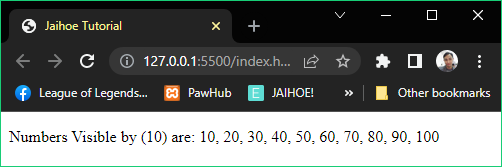 Jaihoe Tutorial
127.0.0.1:5500/index.h...
League of Legends... PawHub JAIHOE! Other bookmarks
Numbers Visible by (10) are: 10, 20, 30, 40, 50, 60, 70, 80, 90, 100